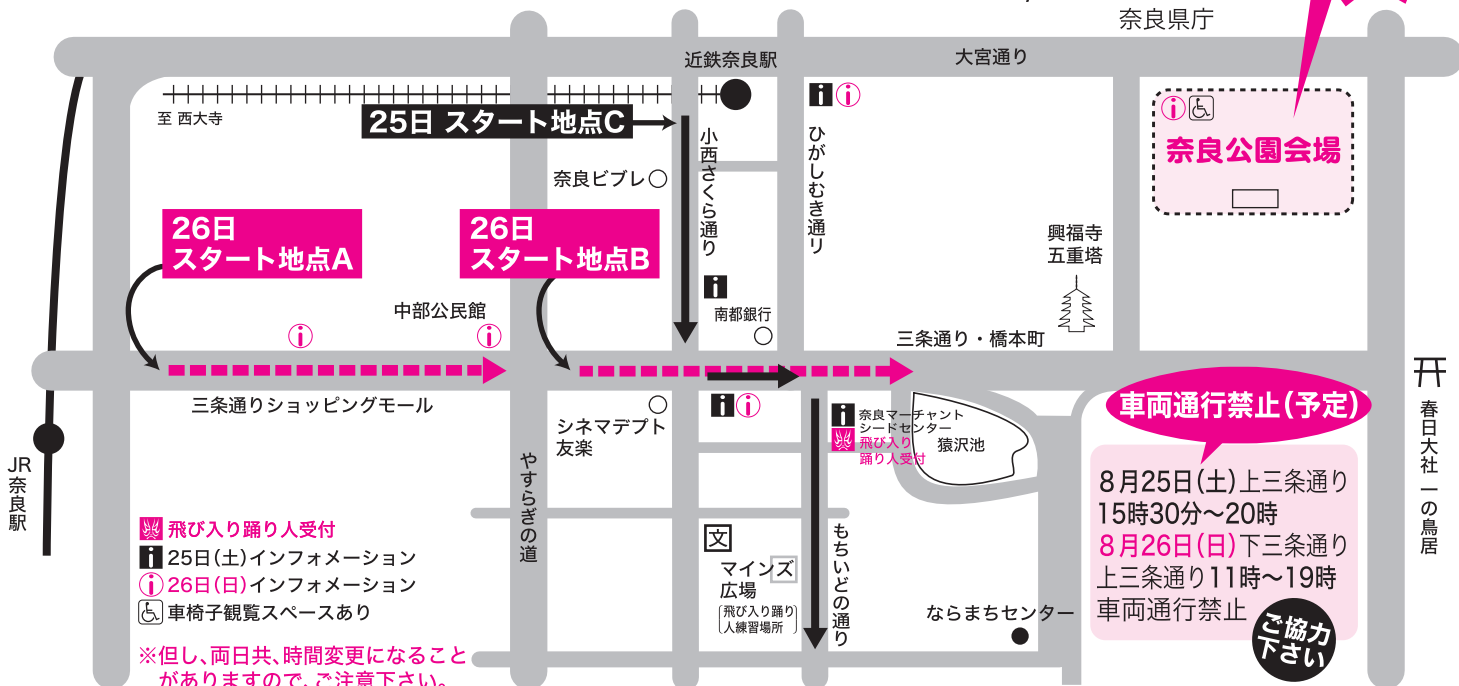 奈良県庁
近鉄奈良駅
大宮通り
至 西大寺
25日 スタート地点C
小西さくら通り
ひがしむき通り
奈良公園会場
奈良ビブレ
26日
スタート地点A
26日
スタート地点B
興福寺
五重塔
中部公民館
南都銀行
三条通り・橋本町
三条通りショッピングモール
シネマデプト
友楽
奈良マーチャント
シードセンター
飛び入り
踊り人受付
猿沢池
車両通行禁止(予定)
8月25日(土)上三条通り
15時30分～20時
8月26日(日)下三条通り
上三条通り11時～19時
車両通行禁止
ご協力
下さい
春日大社 一の鳥居
JR
奈良駅
やすらぎの道
文
マインズ
広場
飛び入り踊り
人練習場所
もちいどの通り
ならまちセンター
飛び入り踊り人受付
i 25日(土)インフォメーション
i 26日(日)インフォメーション
車椅子観覧スペースあり
※但し、両日共、時間変更になること
がありますので、ご注意下さい。